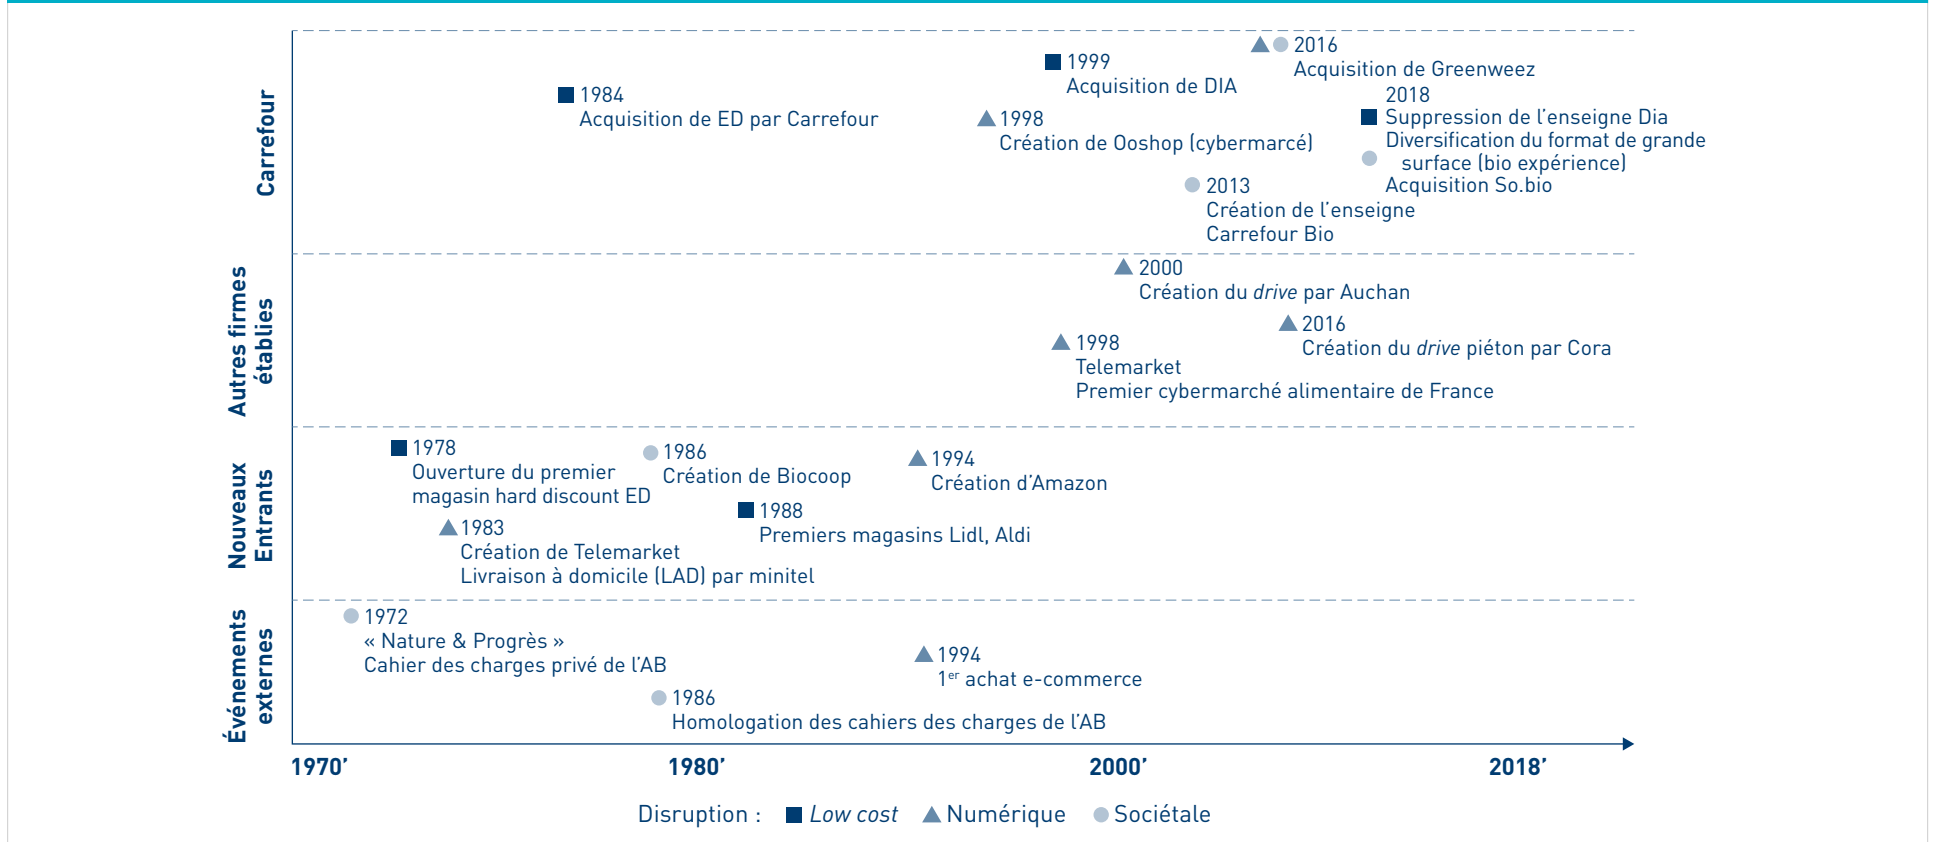 Carrefour
1984
Acquisition de ED par Carrefour
1999
Acquisition de DIA
1998
Création de Ooshop (cybermarcé)
2013
Création de l’enseigne
Carrefour Bio
2016
Acquisition de Greenweez
2018
Suppression de l’enseigne Dia
Diversification du format de grande
surface (bio expérience)
Acquisition So.bio
Autres firmes
établies
2000
Création du drive par Auchan
2016
Création du drive piéton par Cora
1998
Telemarket
Premier cybermarché alimentaire de France
Nouveaux
Entrants
1978
Ouverture du premier
magasin hard discount ED
1983
Création de Telemarket
Livraison à domicile (LAD) par minitel
1986
Création de Biocoop
1988
Premiers magasins Lidl, Aldi
1994
Création d’Amazon
Événements
externes
1972
« Nature & Progrès »
Cahier des charges privé de l’AB
1986
Homologation des cahiers des charges de l’AB
1994
1er achat e-commerce
1970’ 1980’ 2000’ 2018’
Disruption : Low cost Numérique Sociétale